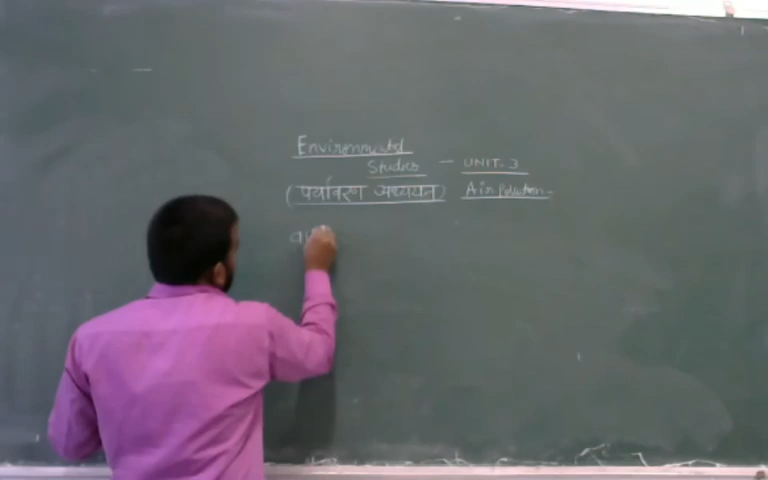 Environmental
Studies - UNIT-3
(पर्यावरण अध्ययन) Air Pollution-
वा